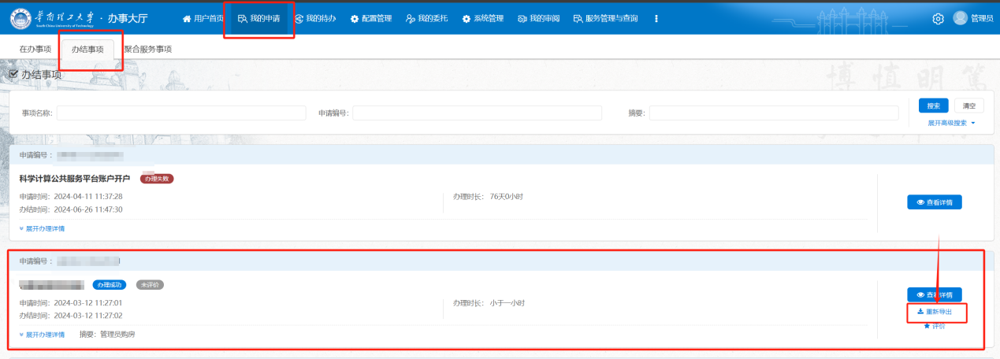 華南理工大學 · 办事大厅 用户首页 我的申请 我的待办 配置管理 我的委托 系统管理 我的审阅 服务管理与查询 管理员
South China University of Technology
在办事项 办结事项 聚合服务事项
办结事项
博 慎 明 篤
事项名称: 申请编号: 摘要: 搜索 清空
展开高级搜索
申请编号：
科学计算公共服务平台账户开户 办理失败
申请时间: 2024-04-11 11:37:28 办理时长: 76天0小时 查看详情
办结时间: 2024-06-26 11:47:30
展开办理详情
申请编号：
办理成功 未评价
查看详情
申请时间: 2024-03-12 11:27:01 办理时长: 小于一小时 重新导出
办结时间: 2024-03-12 11:27:02
评价
展开办理详情 摘要: 管理员购房